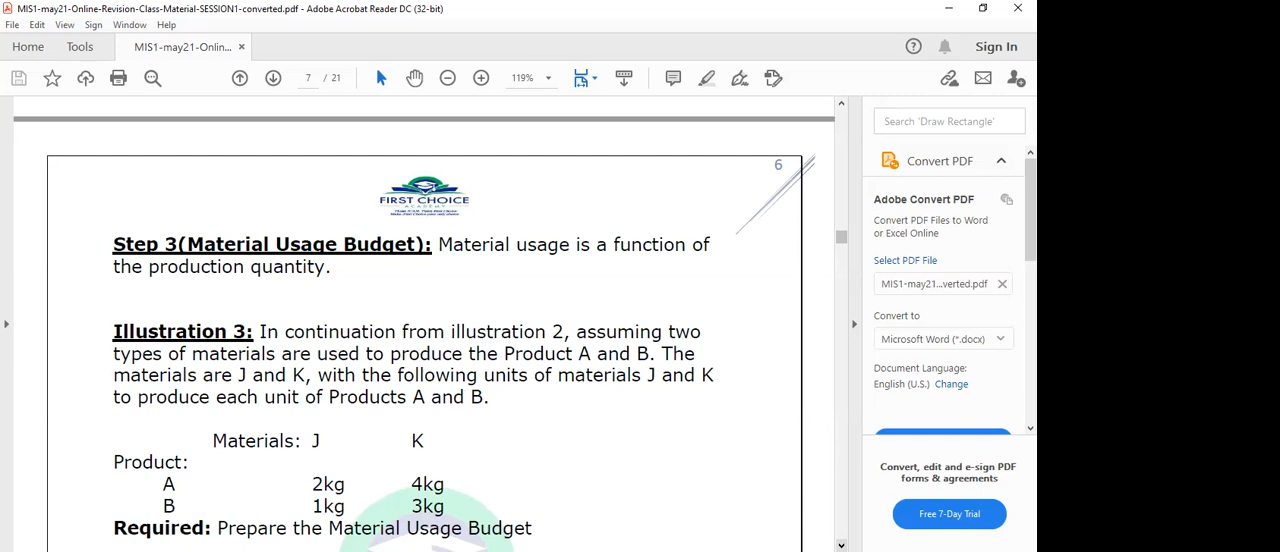 MIS1-may21-Online-Revision-Class-Material-SESSION1-converted.pdf - Adobe Acrobat Reader DC (32-bit)
File Edit View Sign Window Help
Home Tools MIS1-may21-Onlin... × Sign In
7 / 21 119%
Search 'Draw Rectangle'
6
Convert PDF
FIRST CHOICE
ACADEMY
Adobe Convert PDF
Convert PDF Files to Word
or Excel Online
Select PDF File
MIS1-may21...verted.pdf ×
Convert to
Microsoft Word (*.docx)
Document Language:
English (U.S.) Change
Convert, edit and e-sign PDF
forms & agreements
Free 7-Day Trial
Step 3(Material Usage Budget): Material usage is a function of
the production quantity.
Illustration 3: In continuation from illustration 2, assuming two
types of materials are used to produce the Product A and B. The
materials are J and K, with the following units of materials J and K
to produce each unit of Products A and B.
Materials: J K
Product:
A 2kg 4kg
B 1kg 3kg
Required: Prepare the Material Usage Budget